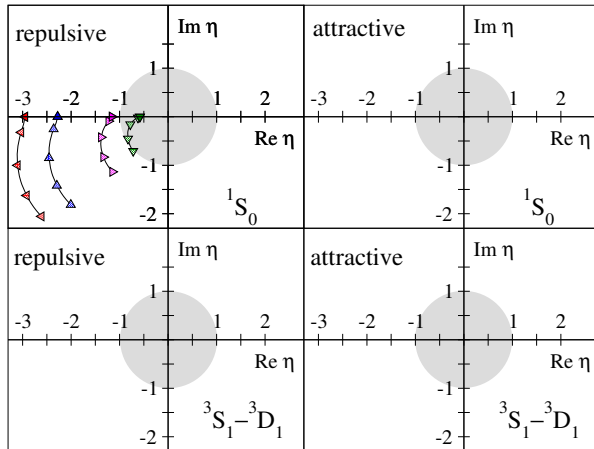 repulsive
Im η
attractive
Im η
1
1
-3 -2 -1 1 2
-3 -2 -1 1 2
-1
Re η
-1
Re η
-2
¹S₀
-2
¹S₀
repulsive
Im η
attractive
Im η
1
1
-3 -2 -1 1 2
-3 -2 -1 1 2
-1
Re η
-1
Re η
-2
³S₁–³D₁
-2
³S₁–³D₁